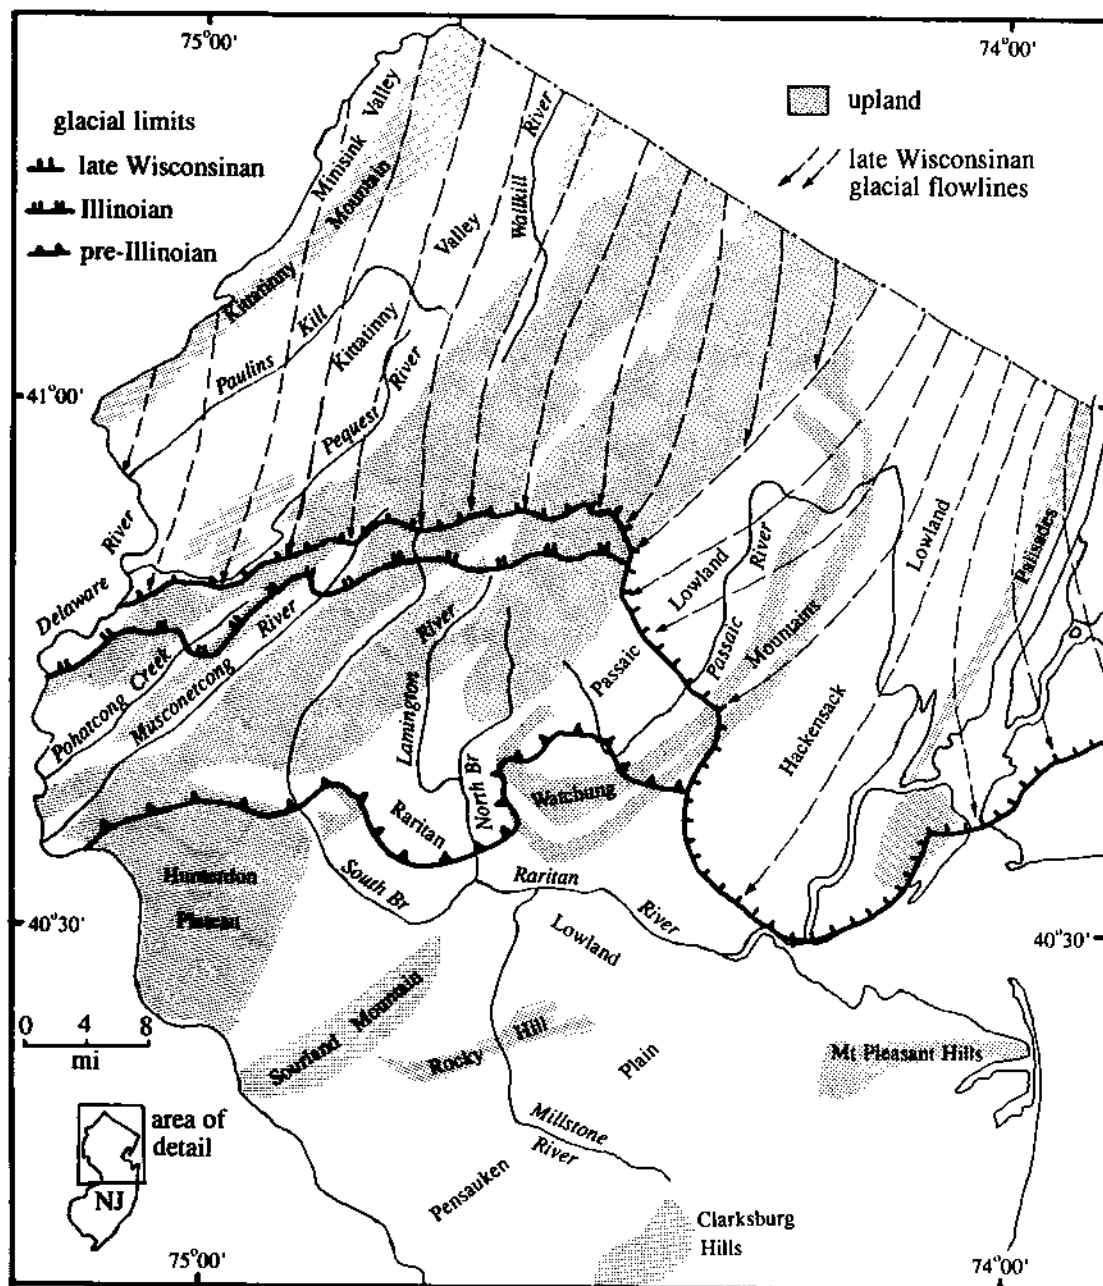 75°00'
74°00'
glacial limits
late Wisconsinan
Illinoian
pre-Illinoian
upland
late Wisconsinan
glacial flowlines
Minisink Valley
Kittatinny Mountain
Wallkill River
Paulins Kill
Kittatinny Valley
Pequest River
41°00'
Delaware River
Pohatcong Creek
Musconetcong River
Lamington River
Passaic Lowland
Passaic River
Watchung Mountains
Hackensack Lowland
Palisades
Raritan
North Br
South Br
Raritan River
Hunterdon
Plateau
40°30'
40°30'
Lowland
0 4 8
mi
Sourland Mountain
Rocky Hill
Plain
Mt Pleasant Hills
area of
detail
NJ
Millstone
River
Pensauken
Clarksburg
Hills
75°00'
74°00'